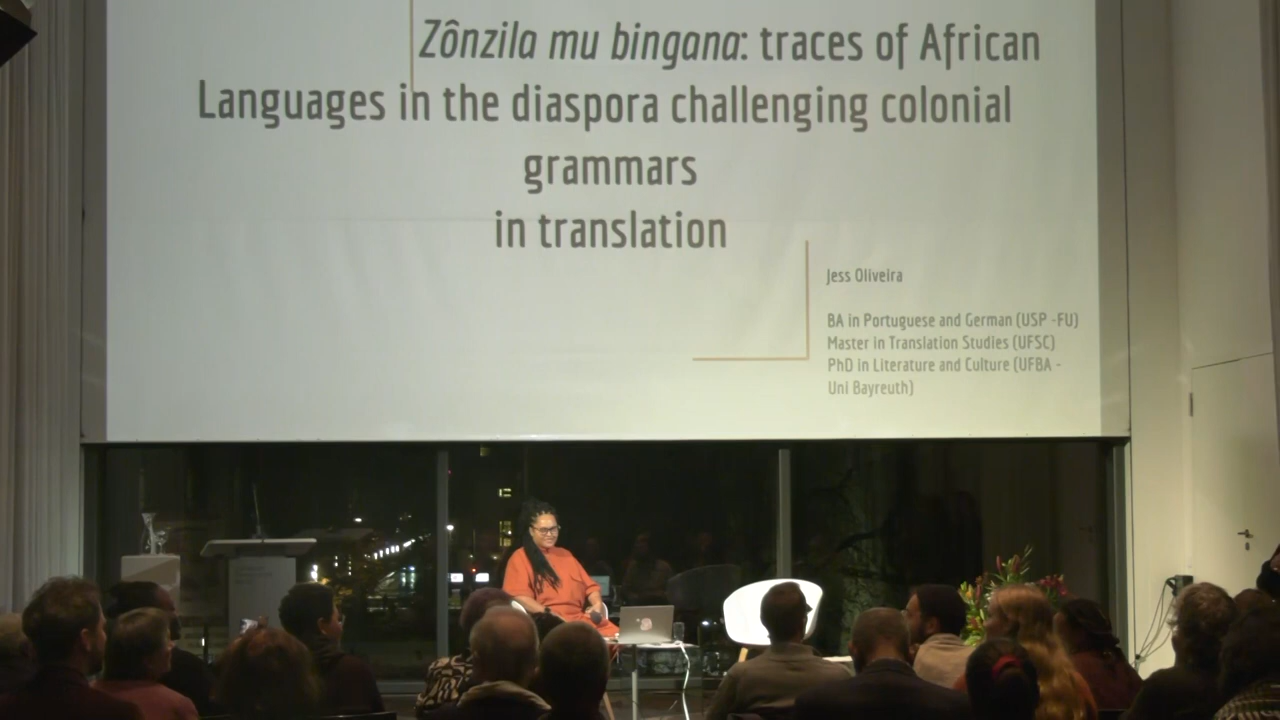 Zônzila mu bingana: traces of African
Languages in the diaspora challenging colonial
grammars
in translation
Jess Oliveira
BA in Portuguese and German (USP -FU)
Master in Translation Studies (UFSC)
PhD in Literature and Culture (UFBA -
Uni Bayreuth)